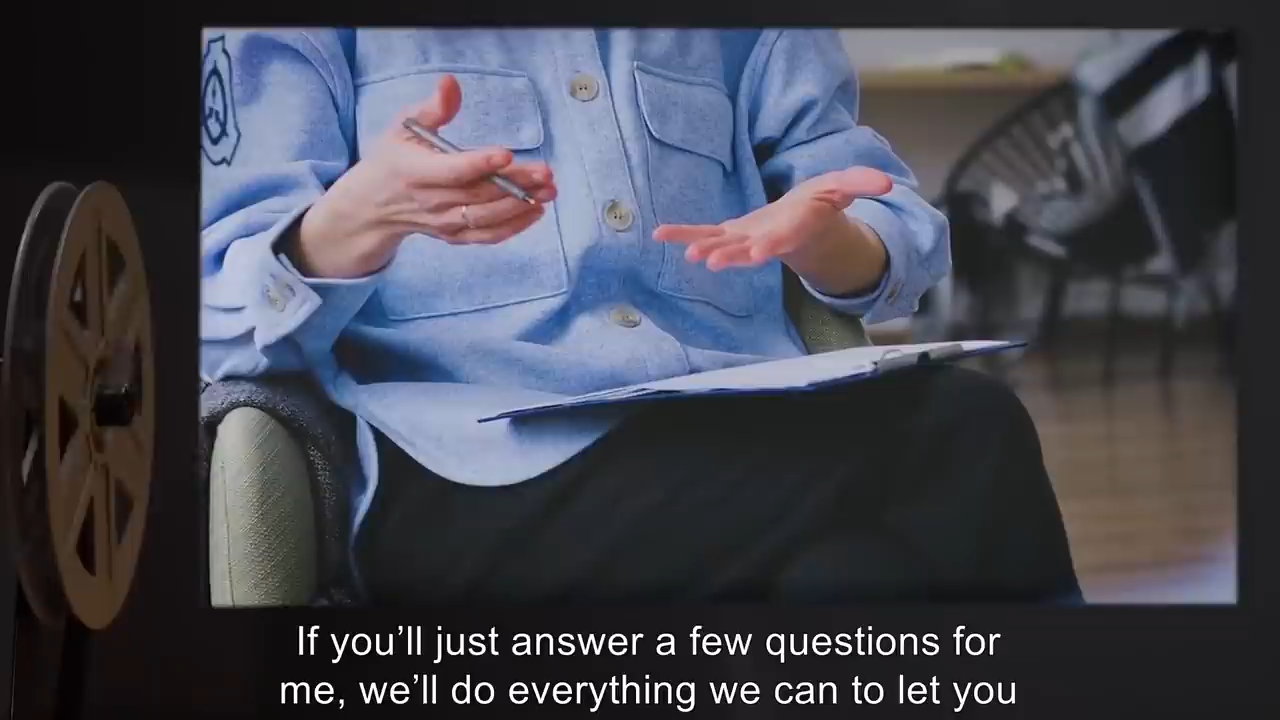 If you’ll just answer a few questions for
me, we’ll do everything we can to let you